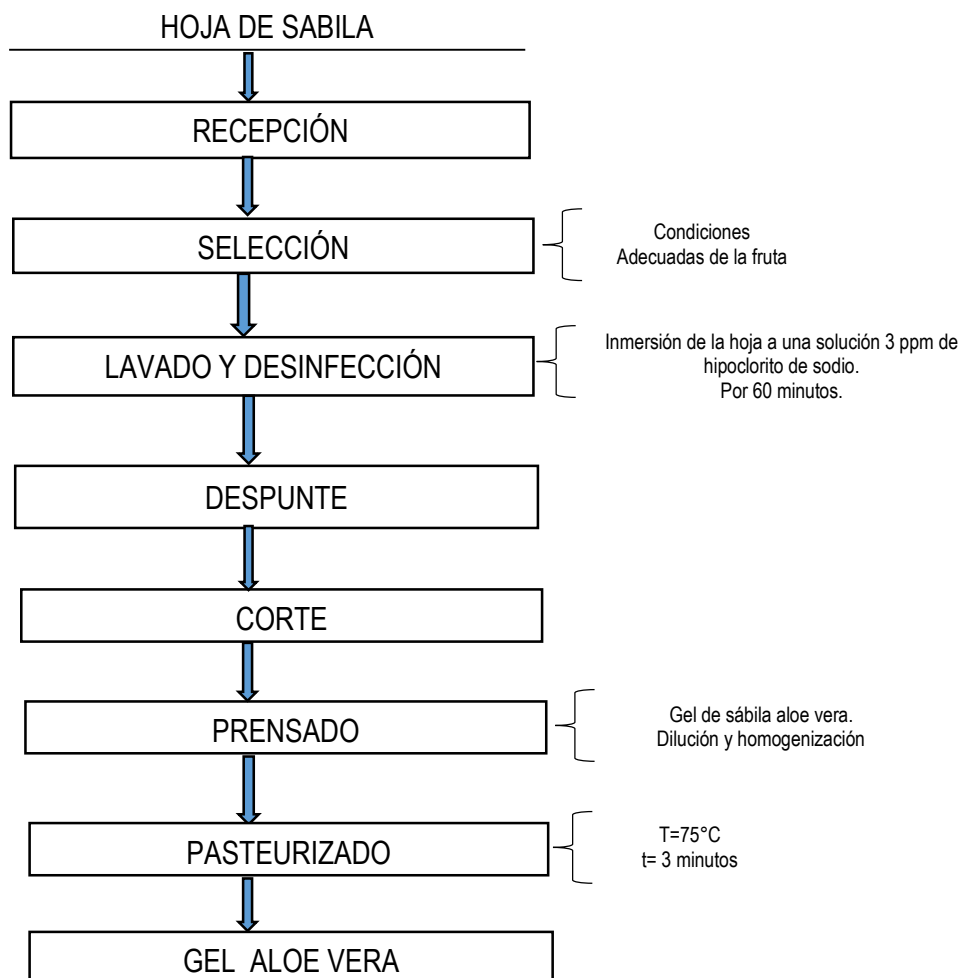 HOJA DE SABILA
RECEPCIÓN
SELECCIÓN
Condiciones
Adecuadas de la fruta
LAVADO Y DESINFECCIÓN
Inmersión de la hoja a una solución 3 ppm de
hipoclorito de sodio.
Por 60 minutos.
DESPUNTE
CORTE
PRENSADO
Gel de sábila aloe vera.
Dilución y homogenización
PASTEURIZADO
T=75°C
t= 3 minutos
GEL ALOE VERA